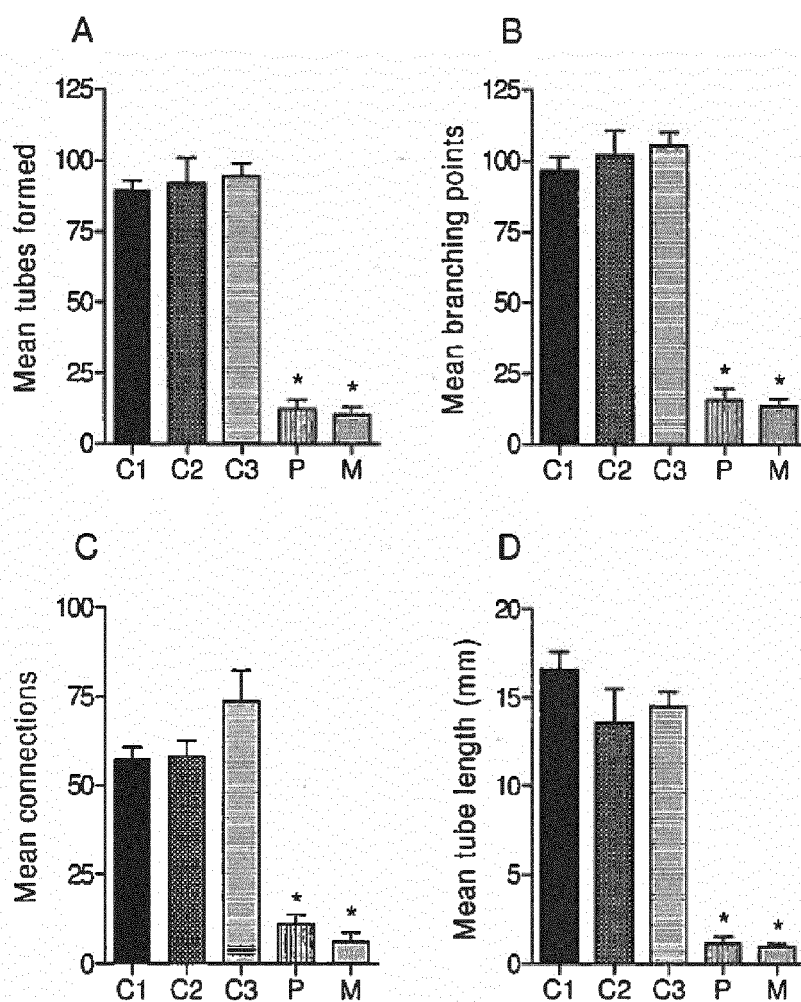 A
Mean tubes formed
125
100
75
50
25
0
* *
C1 C2 C3 P M
B
Mean branching points
125
100
75
50
25
0
* *
C1 C2 C3 P M
C
Mean connections
100
75
50
25
0
* *
C1 C2 C3 P M
D
Mean tube length (mm)
20
15
10
5
0
* *
C1 C2 C3 P M